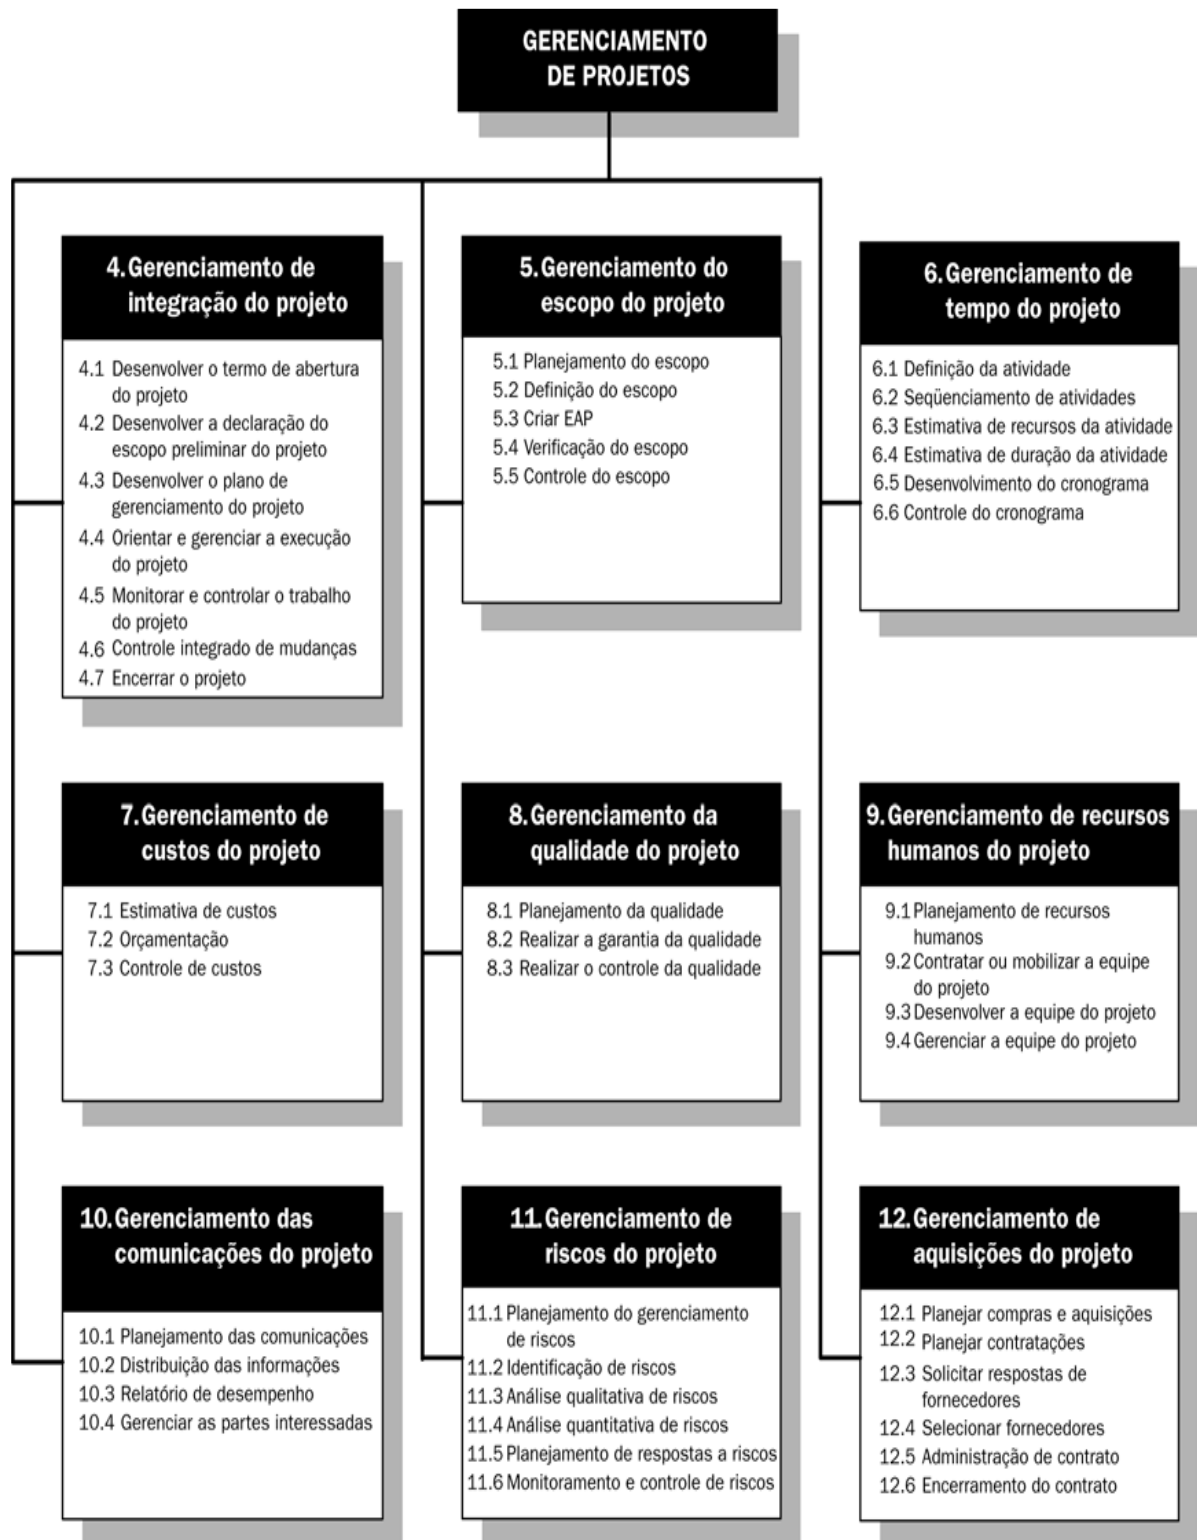 GERENCIAMENTO
DE PROJETOS
4. Gerenciamento de
integração do projeto
4.1 Desenvolver o termo de abertura
do projeto
4.2 Desenvolver a declaração do
escopo preliminar do projeto
4.3 Desenvolver o plano de
gerenciamento do projeto
4.4 Orientar e gerenciar a execução
do projeto
4.5 Monitorar e controlar o trabalho
do projeto
4.6 Controle integrado de mudanças
4.7 Encerrar o projeto
5. Gerenciamento do
escopo do projeto
5.1 Planejamento do escopo
5.2 Definição do escopo
5.3 Criar EAP
5.4 Verificação do escopo
5.5 Controle do escopo
6. Gerenciamento de
tempo do projeto
6.1 Definição da atividade
6.2 Seqüenciamento de atividades
6.3 Estimativa de recursos da atividade
6.4 Estimativa de duração da atividade
6.5 Desenvolvimento do cronograma
6.6 Controle do cronograma
7. Gerenciamento de
custos do projeto
7.1 Estimativa de custos
7.2 Orçamentação
7.3 Controle de custos
8. Gerenciamento da
qualidade do projeto
8.1 Planejamento da qualidade
8.2 Realizar a garantia da qualidade
8.3 Realizar o controle da qualidade
9. Gerenciamento de recursos
humanos do projeto
9.1 Planejamento de recursos
humanos
9.2 Contratar ou mobilizar a equipe
do projeto
9.3 Desenvolver a equipe do projeto
9.4 Gerenciar a equipe do projeto
10. Gerenciamento das
comunicações do projeto
10.1 Planejamento das comunicações
10.2 Distribuição das informações
10.3 Relatório de desempenho
10.4 Gerenciar as partes interessadas
11. Gerenciamento de
riscos do projeto
11.1 Planejamento do gerenciamento
de riscos
11.2 Identificação de riscos
11.3 Análise qualitativa de riscos
11.4 Análise quantitativa de riscos
11.5 Planejamento de respostas a riscos
11.6 Monitoramento e controle de riscos
12. Gerenciamento de
aquisições do projeto
12.1 Planejar compras e aquisições
12.2 Planejar contratações
12.3 Solicitar respostas de
fornecedores
12.4 Selecionar fornecedores
12.5 Administração de contrato
12.6 Encerramento do contrato